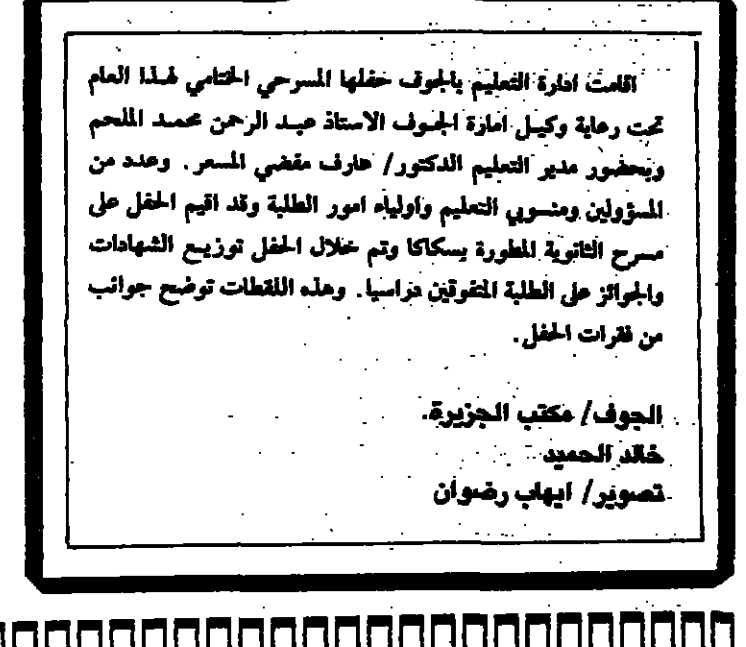 اقامت ادارة التعليم بالجوف حفلها المسرحي الختامي لهذا العام
تحت رعاية وكيل امارة الجوف الاستاذ عبد الرحمن محمد الملحم
وبحضور مدير التعليم الدكتور/ عارف مفضي المسعر. وعدد من
المسؤولين ومنسوبي التعليم واولياء امور الطلبة وقد اقيم الحفل على
مسرح الثانوية المطورة بسكاكا وتم خلال الحفل توزيع الشهادات
والجوائز على الطلبة المتفوقين دراسيا. وهذه اللقطات توضح جوانب
من فقرات الحفل.
الجوف/ مكتب الجزيرة.
خالد الحميد
تصوير/ ايهاب رضوان